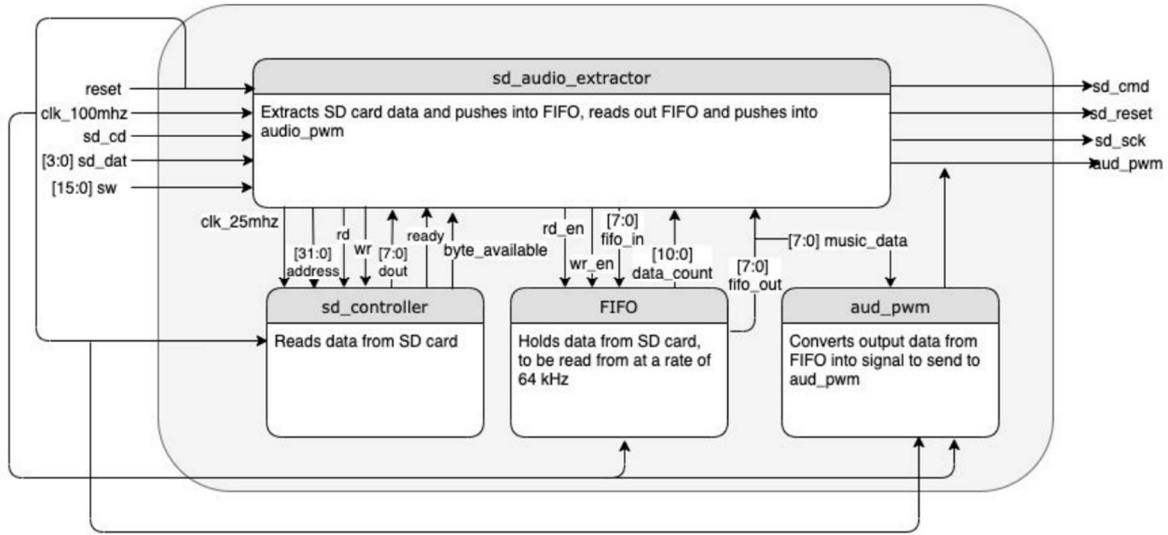 reset
clk_100mhz
sd_cd
[3:0] sd_dat
[15:0] sw
sd_audio_extractor
Extracts SD card data and pushes into FIFO, reads out FIFO and pushes into
audio_pwm
sd_cmd
sd_reset
sd_sck
aud_pwm
clk_25mhz
[31:0]
address
rd
wr
[7:0]
dout
ready
byte_available
rd_en
wr_en
[7:0]
fifo_in
[10:0]
data_count
[7:0]
fifo_out
[7:0] music_data
sd_controller
Reads data from SD card
FIFO
Holds data from SD card,
to be read from at a rate of
64 kHz
aud_pwm
Converts output data from
FIFO into signal to send to
aud_pwm